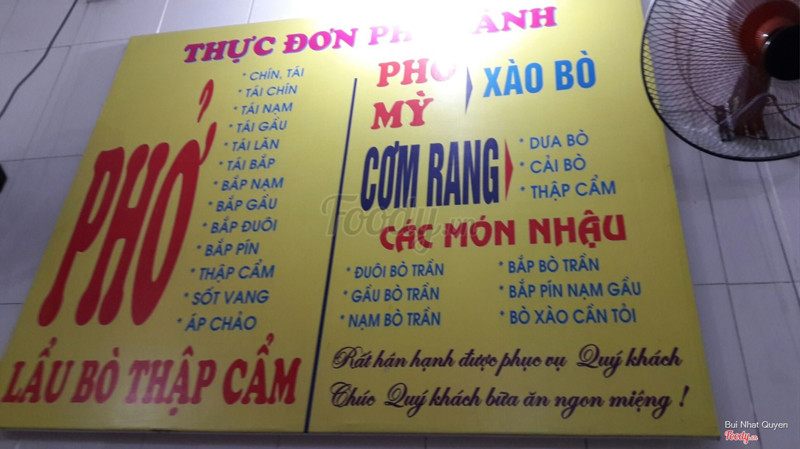 THỰC ĐƠN
PHỞ
* CHÍN, TÁI
* TÁI CHÍN
* TÁI NẠM
* TÁI GẦU
* TÁI LĂN
* TÁI BẮP
* BẮP NẠM
* BẮP GẦU
* BẮP ĐUÔI
* BẮP PÍN
* THẬP CẨM
* SỐT VANG
* ÁP CHẢO
LẨU BÒ THẬP CẨM
PHỞ
MỲ
XÀO BÒ
CƠM RANG
* DƯA BÒ
* CẢI BÒ
* THẬP CẨM
CÁC MÓN NHẬU
* ĐUÔI BÒ TRẦN
* GẦU BÒ TRẦN
* NẠM BÒ TRẦN
* BẮP BÒ TRẦN
* BẮP PÍN NẠM GẦU
* BÒ XÀO CẦN TỎI
Rất hân hạnh được phục vụ Quý khách
Chúc Quý khách bữa ăn ngon miệng !
Foody.vn
Bui Nhat Quyen
Foody.vn